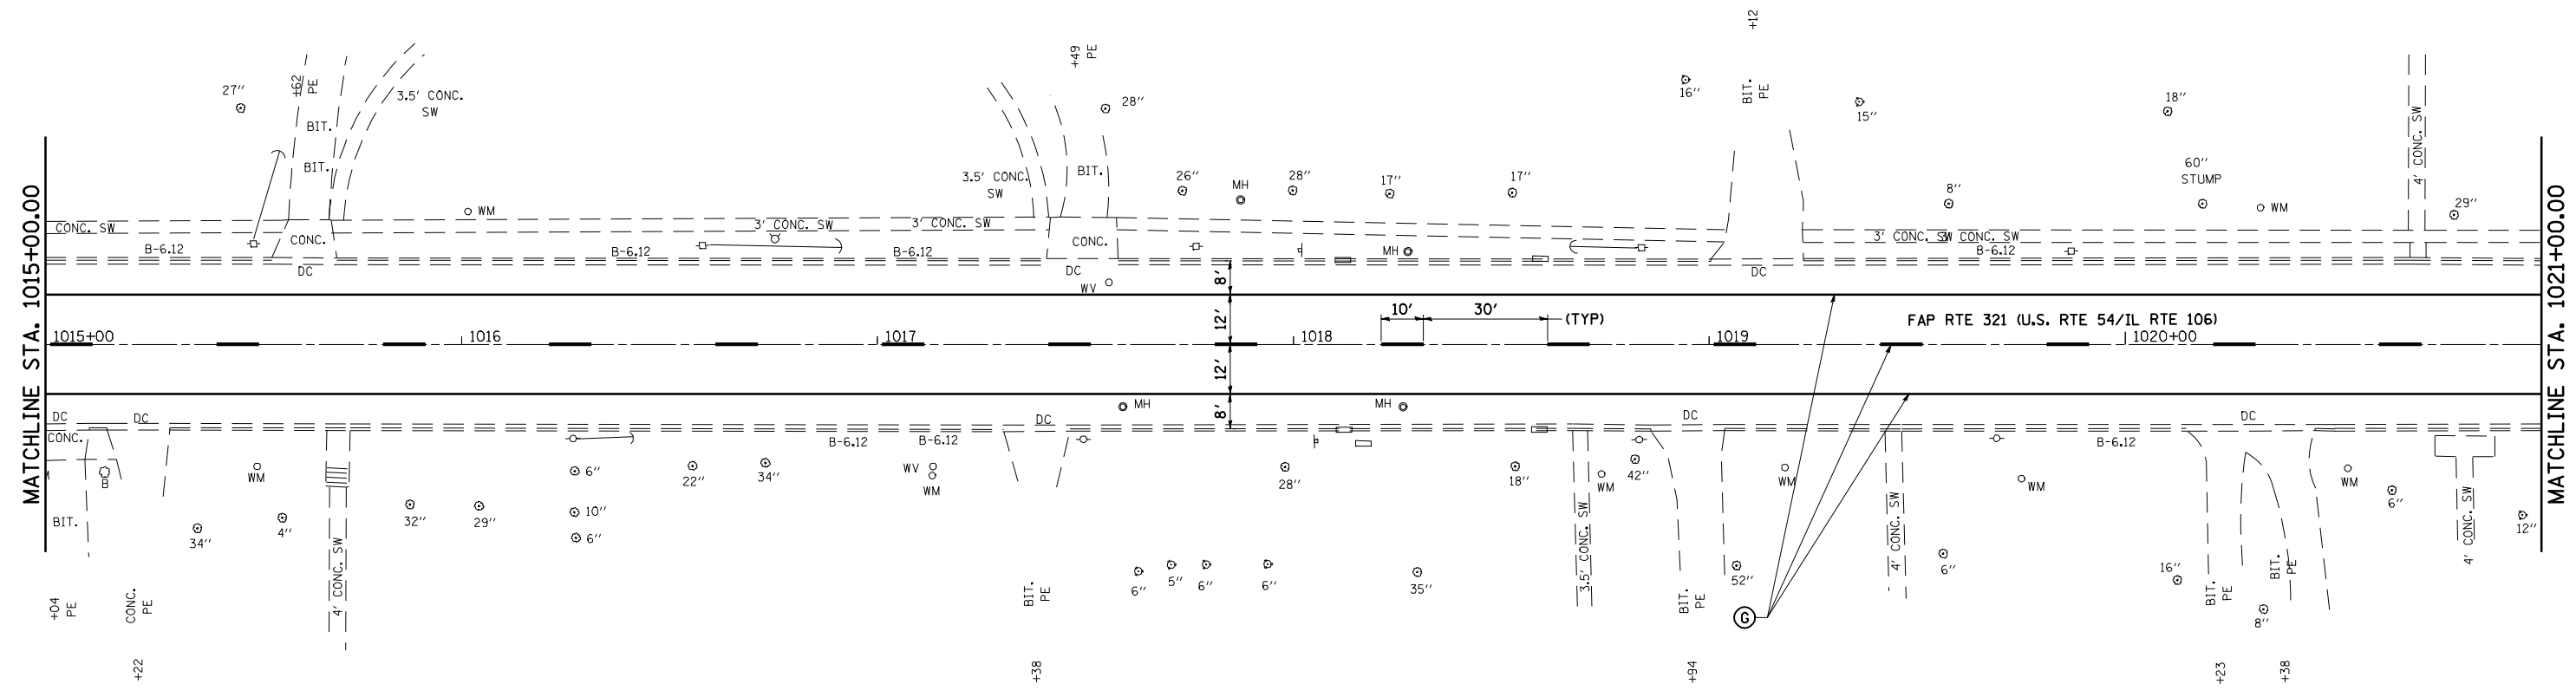 +12
+49
PE
+62
PE
27″
3.5' CONC.
SW
28″
16″
BIT.
PE
15″
18″
BIT.
BIT.
3.5' CONC.
SW
BIT.
26″
MH
28″
17″
17″
8″
60″
STUMP
4' CONC. SW
WM
WM
29″
MATCHLINE STA. 1015+00.00
MATCHLINE STA. 1021+00.00
CONC. SW
3' CONC. SW
3' CONC. SW
3' CONC. SW
CONC. SW
B-6.12
CONC.
B-6.12
B-6.12
CONC.
MH
B-6.12
DC
DC
DC
WV
8'
12'
10'
30'
(TYP)
FAP RTE 321 (U.S. RTE 54/IL RTE 106)
1015+00
1016
1017
1018
1019
1020+00
12'
8'
DC
DC
DC
MH
MH
DC
DC
CONC.
B-6.12
B-6.12
B-6.12
B
WM
6″
22″
34″
WV
WM
28″
18″
WM
42″
WM
WM
WM
6″
BIT.
34″
4″
32″
29″
10″
6″
12″
4' CONC. SW
3.5' CONC. SW
4' CONC. SW
4' CONC. SW
6″
5″
6″
6″
35″
52″
6″
16″
8″
+04
PE
CONC.
PE
BIT.
PE
BIT.
PE
BIT.
PE
BIT.
PE
G
+22
+38
+94
+23
+38